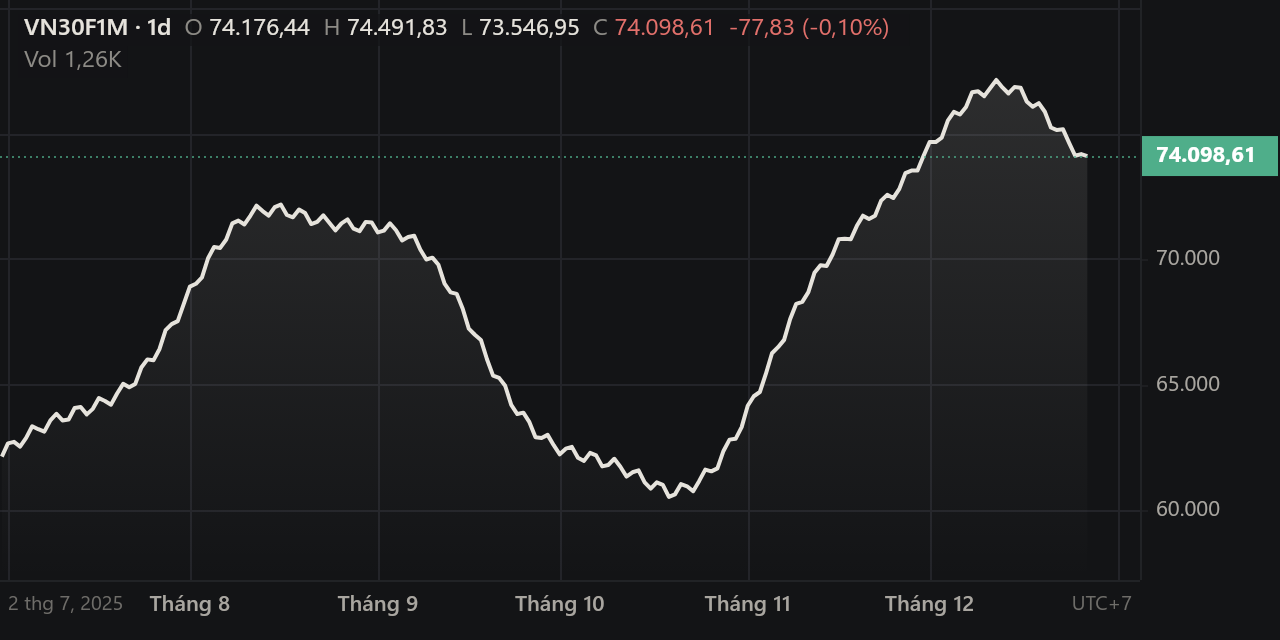 VN30F1M · 1d O 74.176,44 H 74.491,83 L 73.546,95 C 74.098,61 -77,83 (-0,10%)
Vol 1,26K
74.098,61
70.000
65.000
60.000
2 thg 7, 2025 Tháng 8 Tháng 9 Tháng 10 Tháng 11 Tháng 12 UTC+7